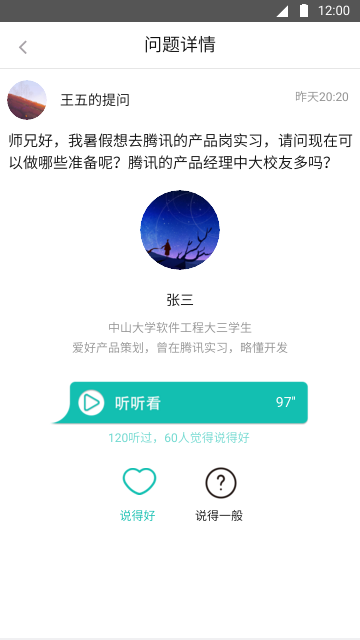 12:00
问题详情
王五的提问
昨天20:20
师兄好，我暑假想去腾讯的产品岗实习，请问现在可
以做哪些准备呢？腾讯的产品经理中大校友多吗？
张三
中山大学软件工程大三学生
爱好产品策划，曾在腾讯实习，略懂开发
听听看 97"
120听过，60人觉得说得好
说得好 说得一般